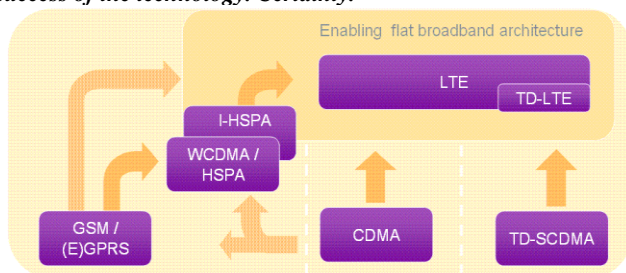 success of the technology. Certainly.
Enabling flat broadband architecture
LTE
TD-LTE
I-HSPA
WCDMA /
HSPA
GSM /
(E)GPRS
CDMA
TD-SCDMA